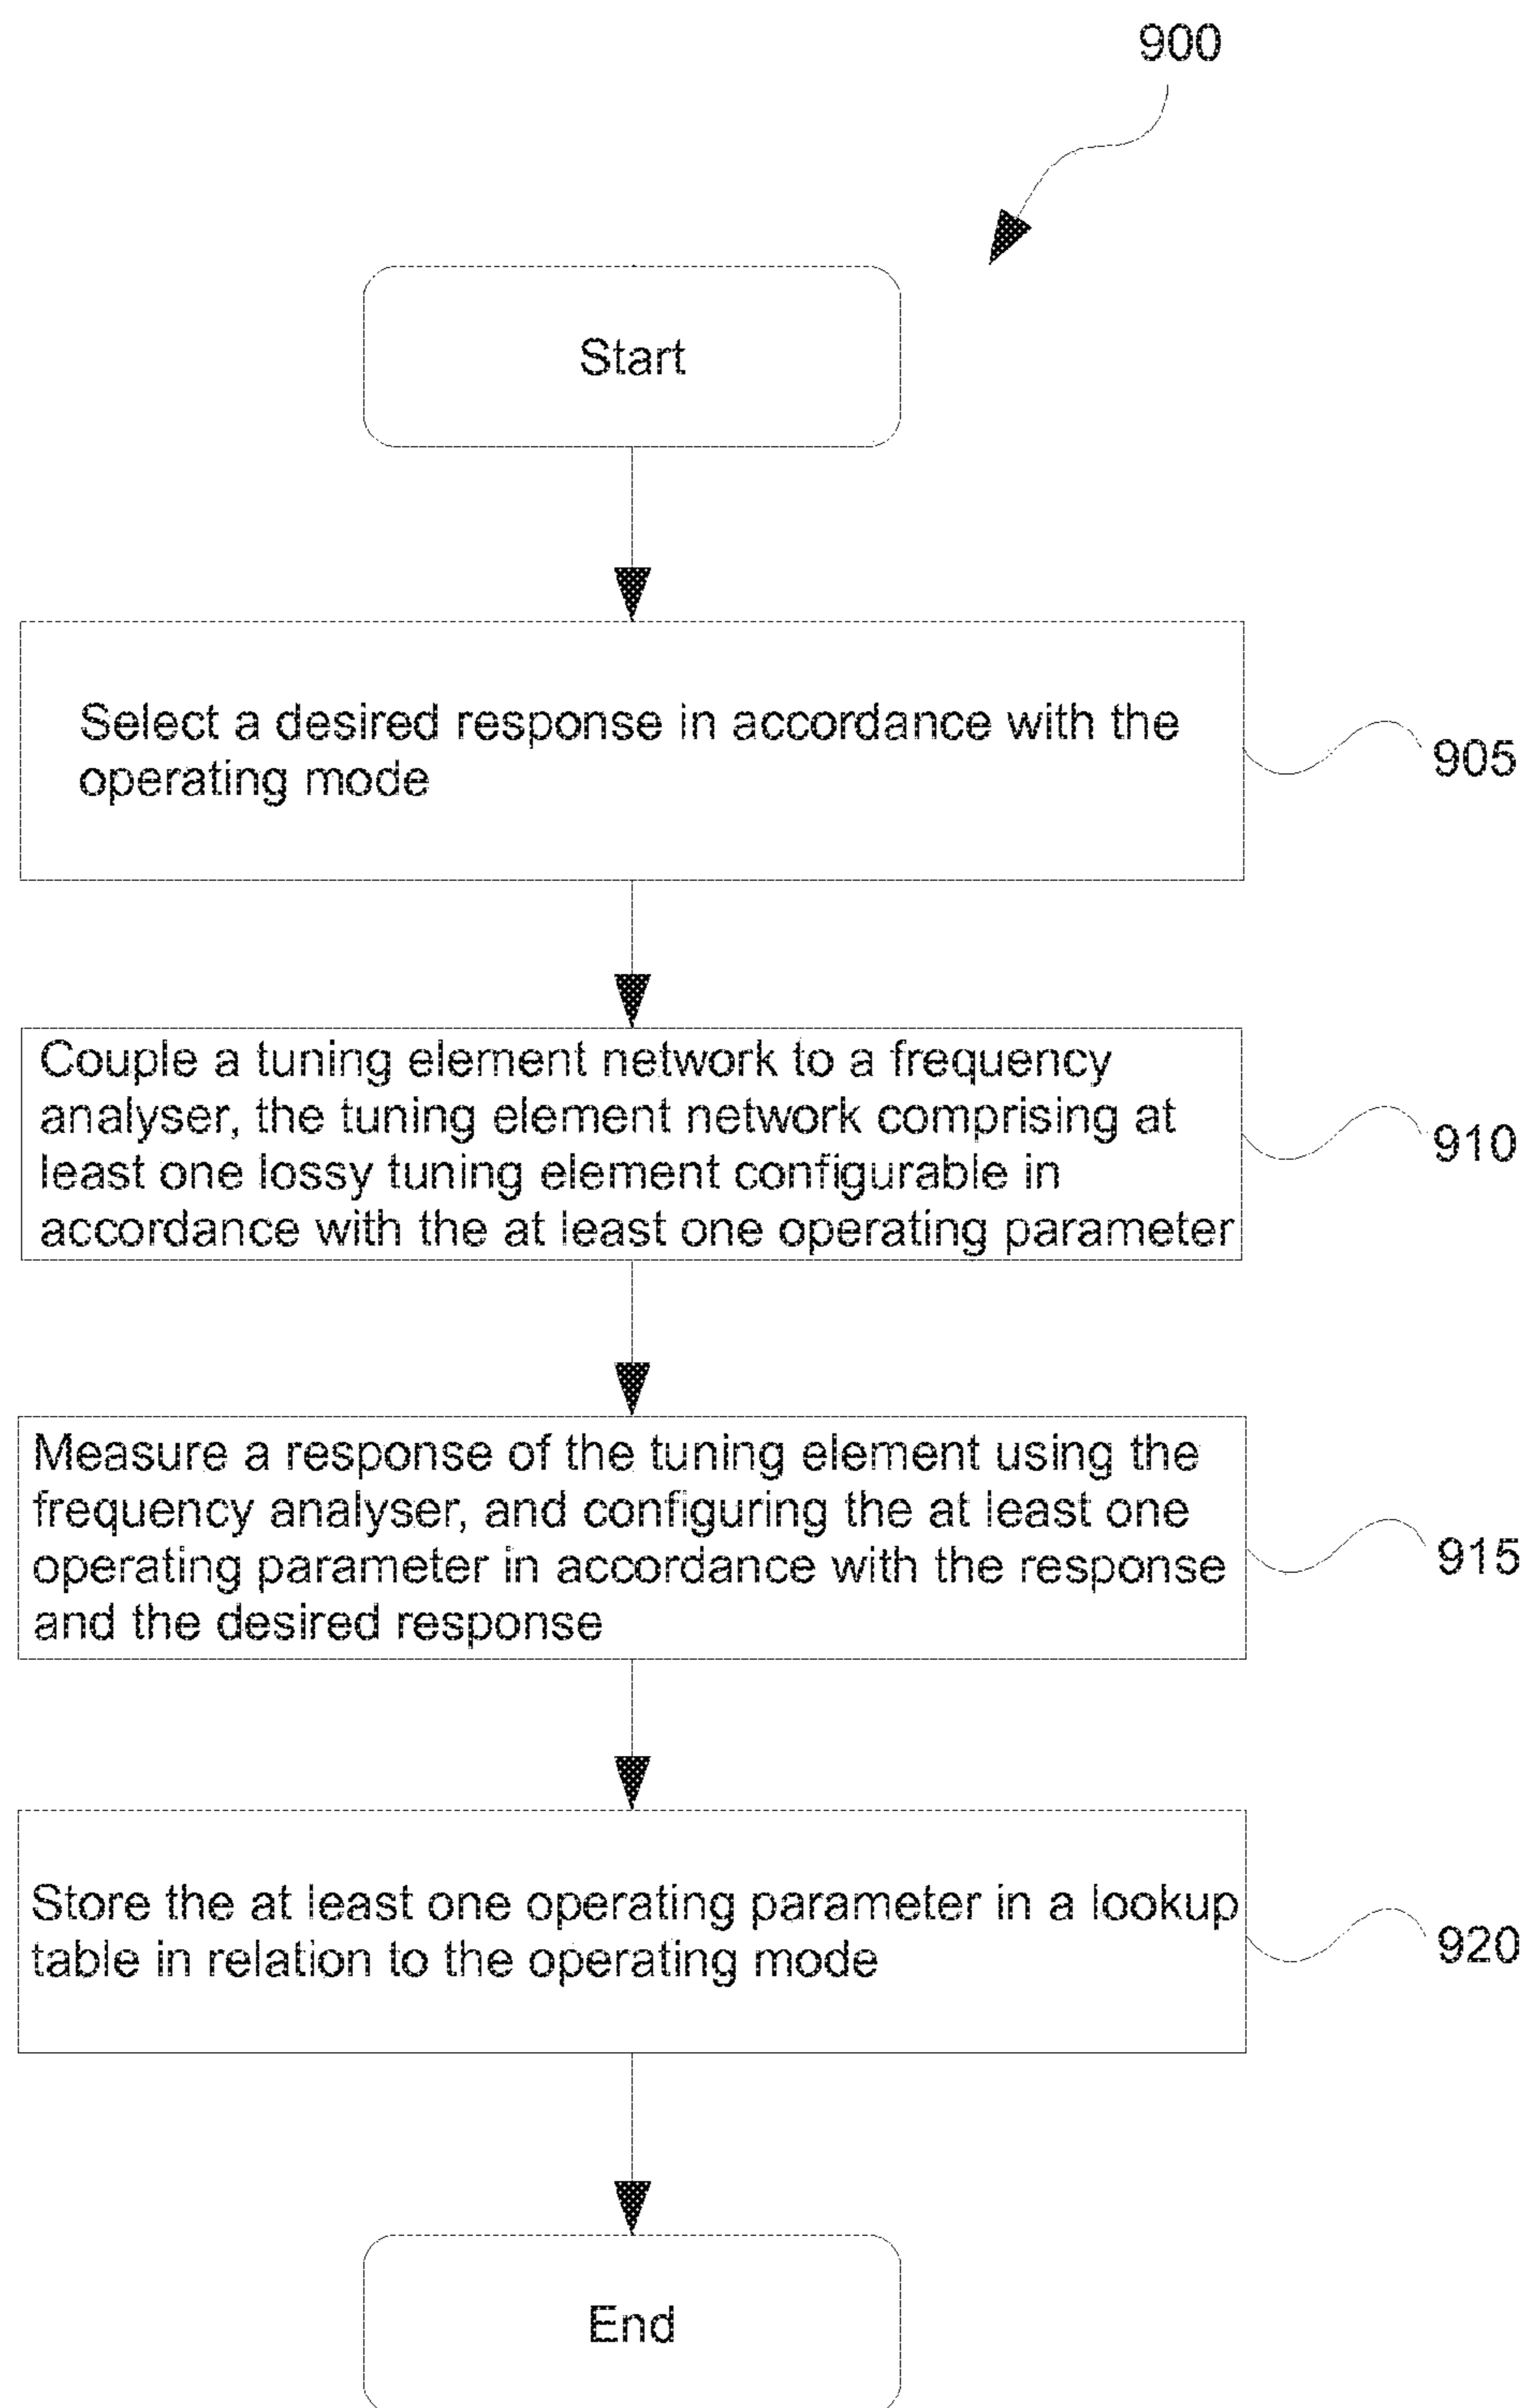 900
Start
Select a desired response in accordance with the
operating mode
905
Couple a tuning element network to a frequency
analyser, the tuning element network comprising at
least one lossy tuning element configurable in
accordance with the at least one operating parameter
910
Measure a response of the tuning element using the
frequency analyser, and configuring the at least one
operating parameter in accordance with the response
and the desired response
915
Store the at least one operating parameter in a lookup
table in relation to the operating mode
920
End